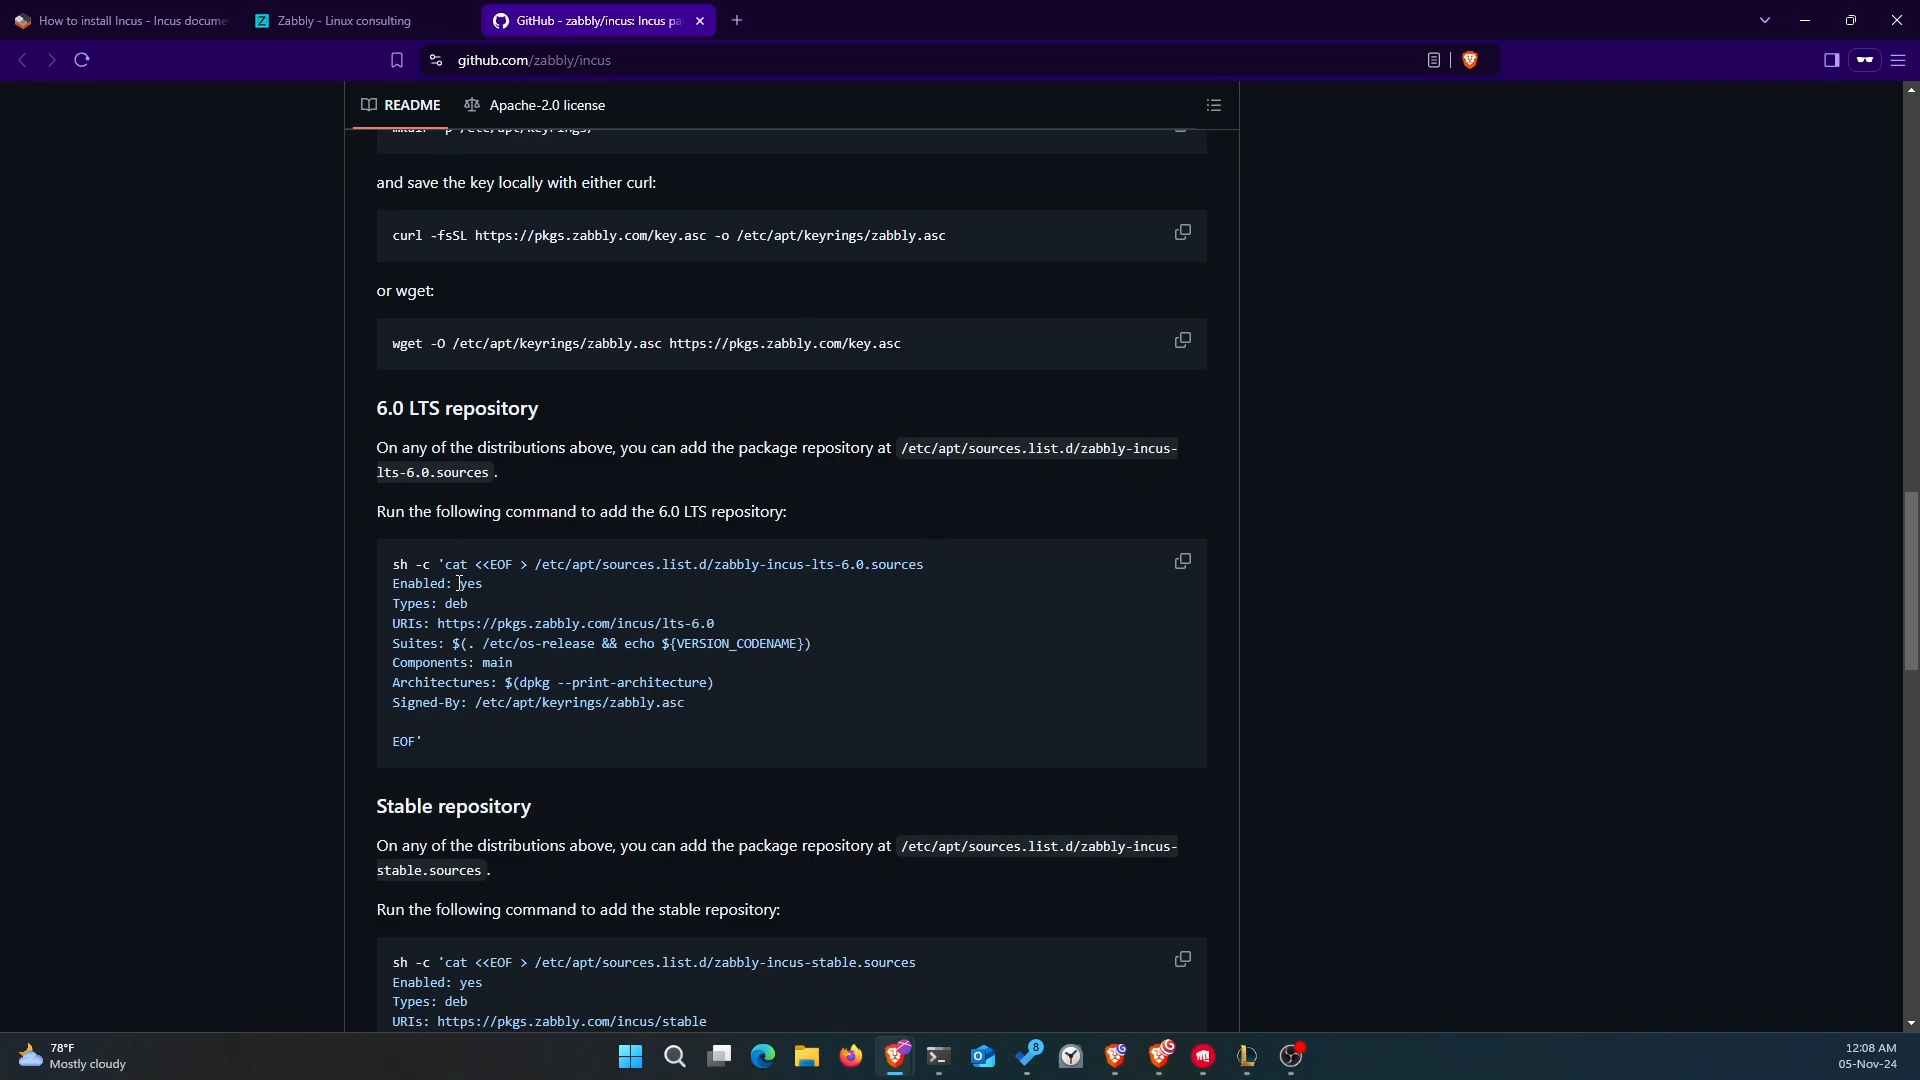 How to install Incus - Incus docume
Zabbly - Linux consulting
GitHub - zabbly/incus: Incus pa
github.com/zabbly/incus
README
Apache-2.0 license
mkdir -p /etc/apt/keyrings/
and save the key locally with either curl:
curl -fsSL https://pkgs.zabbly.com/key.asc -o /etc/apt/keyrings/zabbly.asc
or wget:
wget -O /etc/apt/keyrings/zabbly.asc https://pkgs.zabbly.com/key.asc
6.0 LTS repository
On any of the distributions above, you can add the package repository at /etc/apt/sources.list.d/zabbly-incus-
lts-6.0.sources .
Run the following command to add the 6.0 LTS repository:
sh -c 'cat <<EOF > /etc/apt/sources.list.d/zabbly-incus-lts-6.0.sources
Enabled: yes
Types: deb
URIs: https://pkgs.zabbly.com/incus/lts-6.0
Suites: $(. /etc/os-release && echo ${VERSION_CODENAME})
Components: main
Architectures: $(dpkg --print-architecture)
Signed-By: /etc/apt/keyrings/zabbly.asc
EOF'
Stable repository
On any of the distributions above, you can add the package repository at /etc/apt/sources.list.d/zabbly-incus-
stable.sources .
Run the following command to add the stable repository:
sh -c 'cat <<EOF > /etc/apt/sources.list.d/zabbly-incus-stable.sources
Enabled: yes
Types: deb
URIs: https://pkgs.zabbly.com/incus/stable
78°F
Mostly cloudy
8
12:08 AM
05-Nov-24